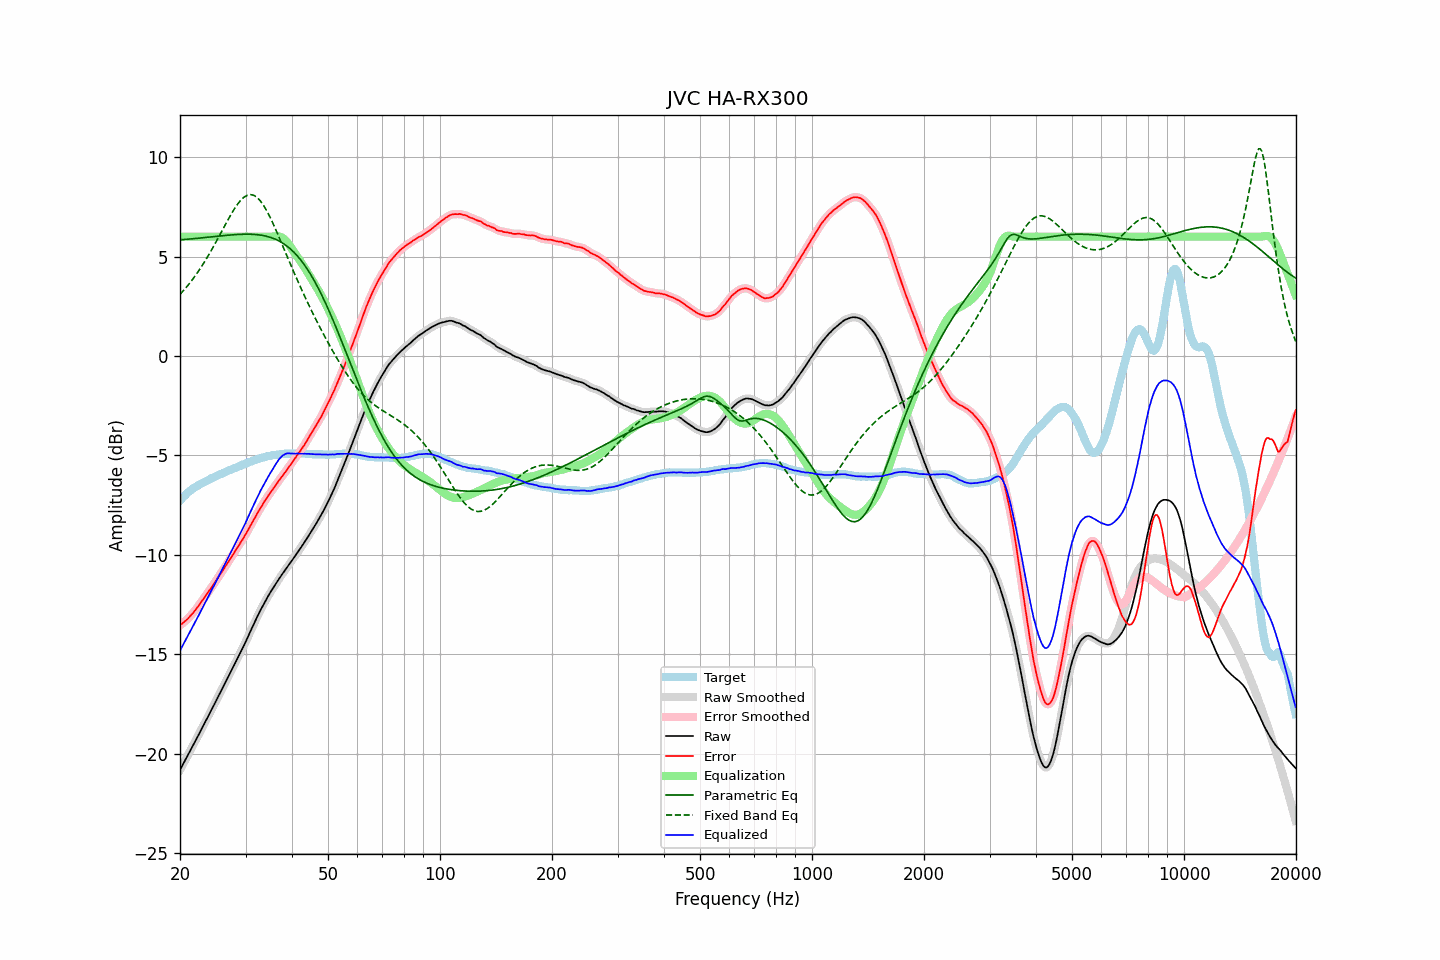 JVC HA-RX300
Amplitude (dBr)
10
5
0
−5
−10
−15
−20
−25
Target
Raw Smoothed
Error Smoothed
Raw
Error
Equalization
Parametric Eq
Fixed Band Eq
Equalized
20 50 100 200 500 1000 2000 5000 10000 20000
Frequency (Hz)